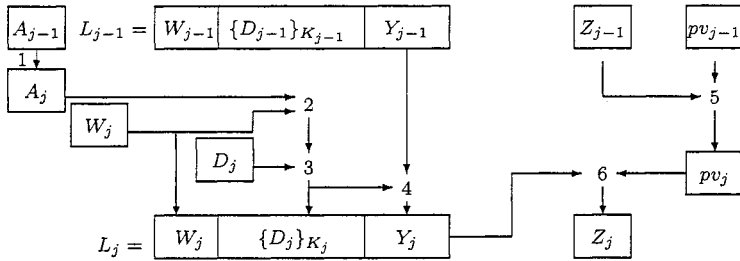 A_{j-1} L_{j-1} = W_{j-1} {D_{j-1}}_{K_{j-1}} Y_{j-1} Z_{j-1} pv_{j-1}
1
A_j 2 5
W_j
D_j 3 4 6 pv_j
L_j = W_j {D_j}_{K_j} Y_j Z_j